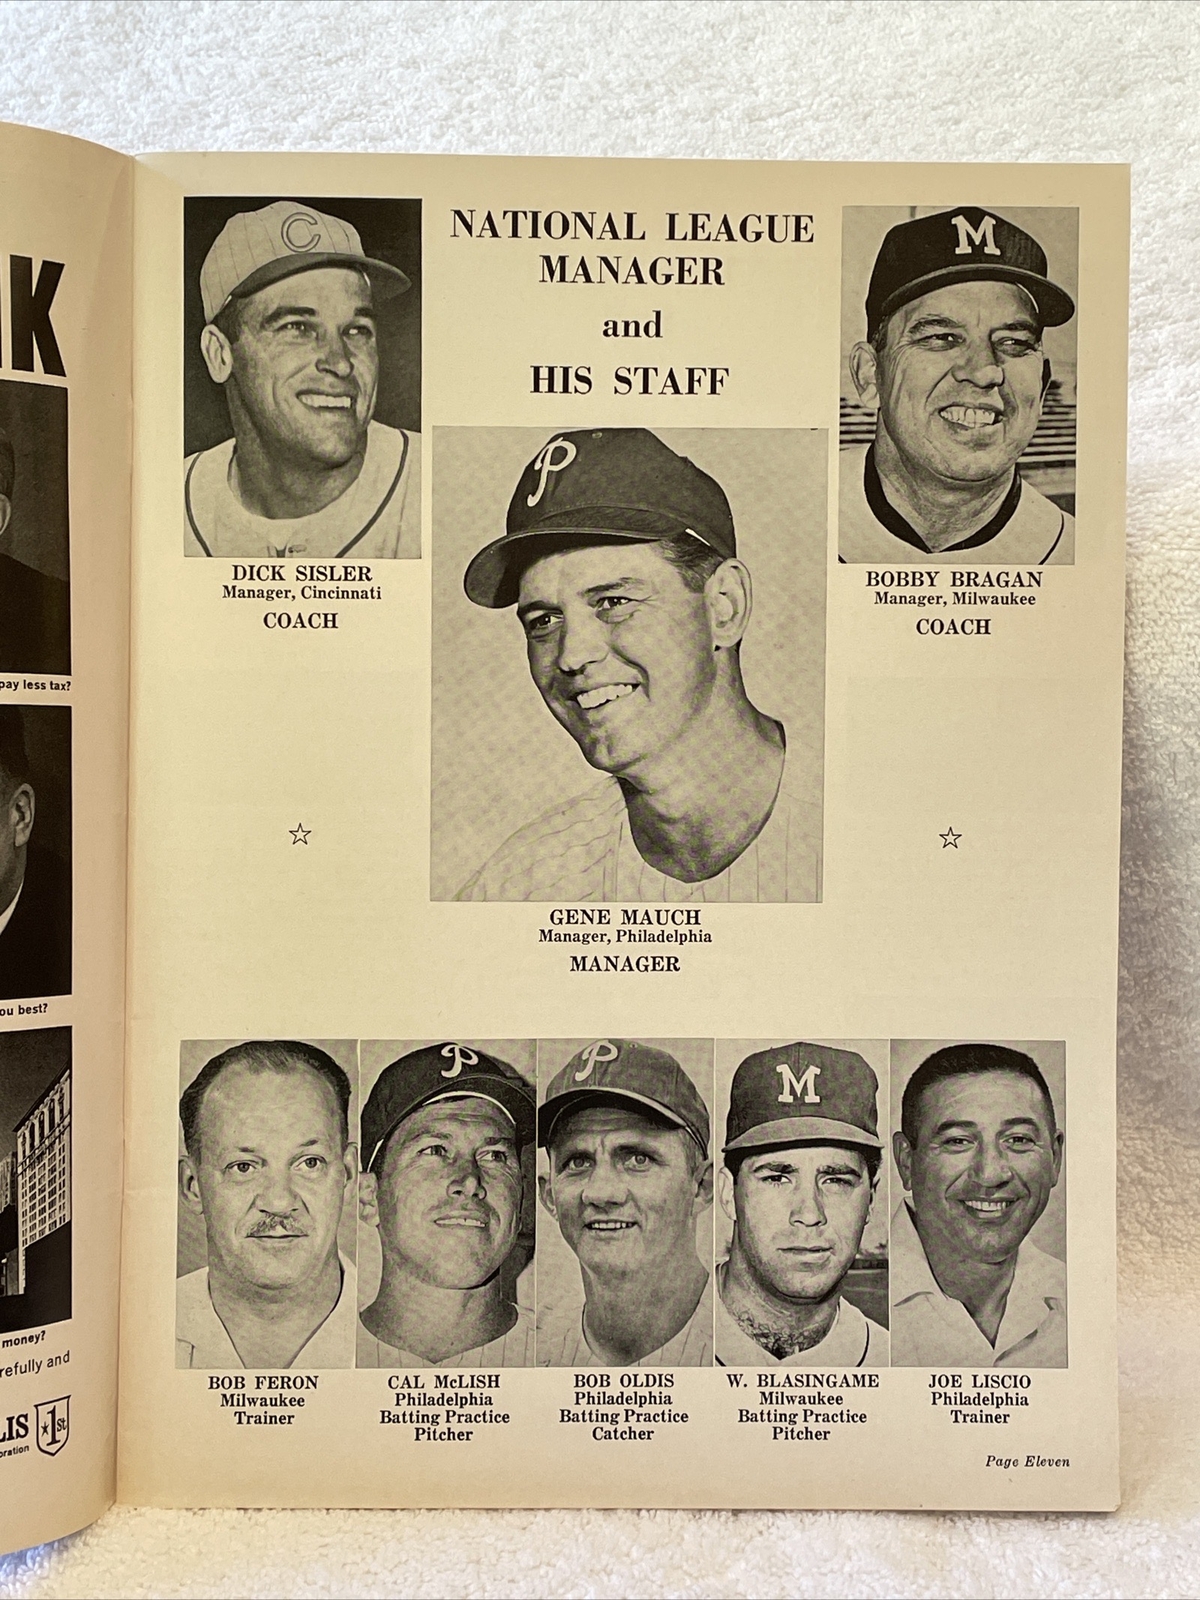 NK
pay less tax?
ou best?
money?
refully and
LIS
★1st
oration
C
NATIONAL LEAGUE
MANAGER
and
HIS STAFF
M
DICK SISLER
Manager, Cincinnati
COACH
P
BOBBY BRAGAN
Manager, Milwaukee
COACH
GENE MAUCH
Manager, Philadelphia
MANAGER
P
P
M
BOB FERON
Milwaukee
Trainer
CAL McLISH
Philadelphia
Batting Practice
Pitcher
BOB OLDIS
Philadelphia
Batting Practice
Catcher
W. BLASINGAME
Milwaukee
Batting Practice
Pitcher
JOE LISCIO
Philadelphia
Trainer
Page Eleven